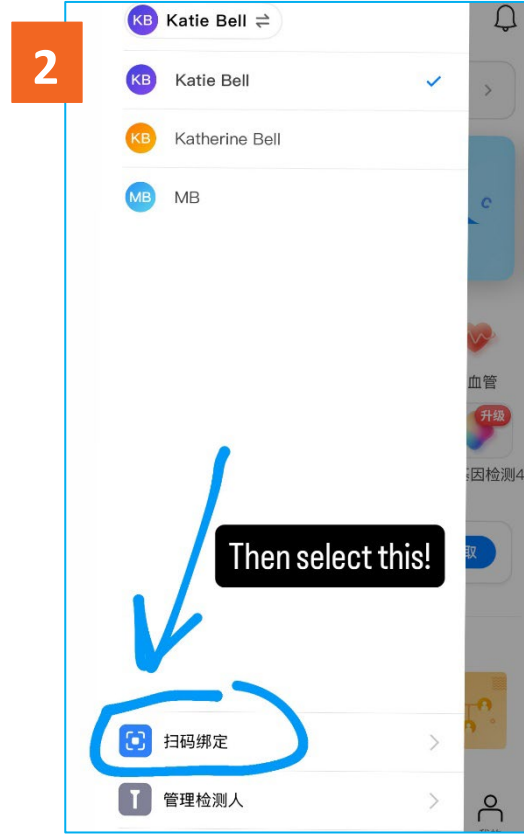 2
KB Katie Bell
KB Katie Bell
KB Katherine Bell
MB MB
血管
升级
因检测4
Then select this!
取
扫码绑定
管理检测人